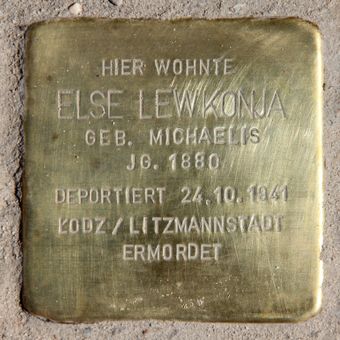 HIER WOHNTE
ELSE LEWKONJA
GEB. MICHAELIS
JG. 1880
DEPORTIERT 24.10.1941
ŁODZ / LITZMANNSTADT
ERMORDET